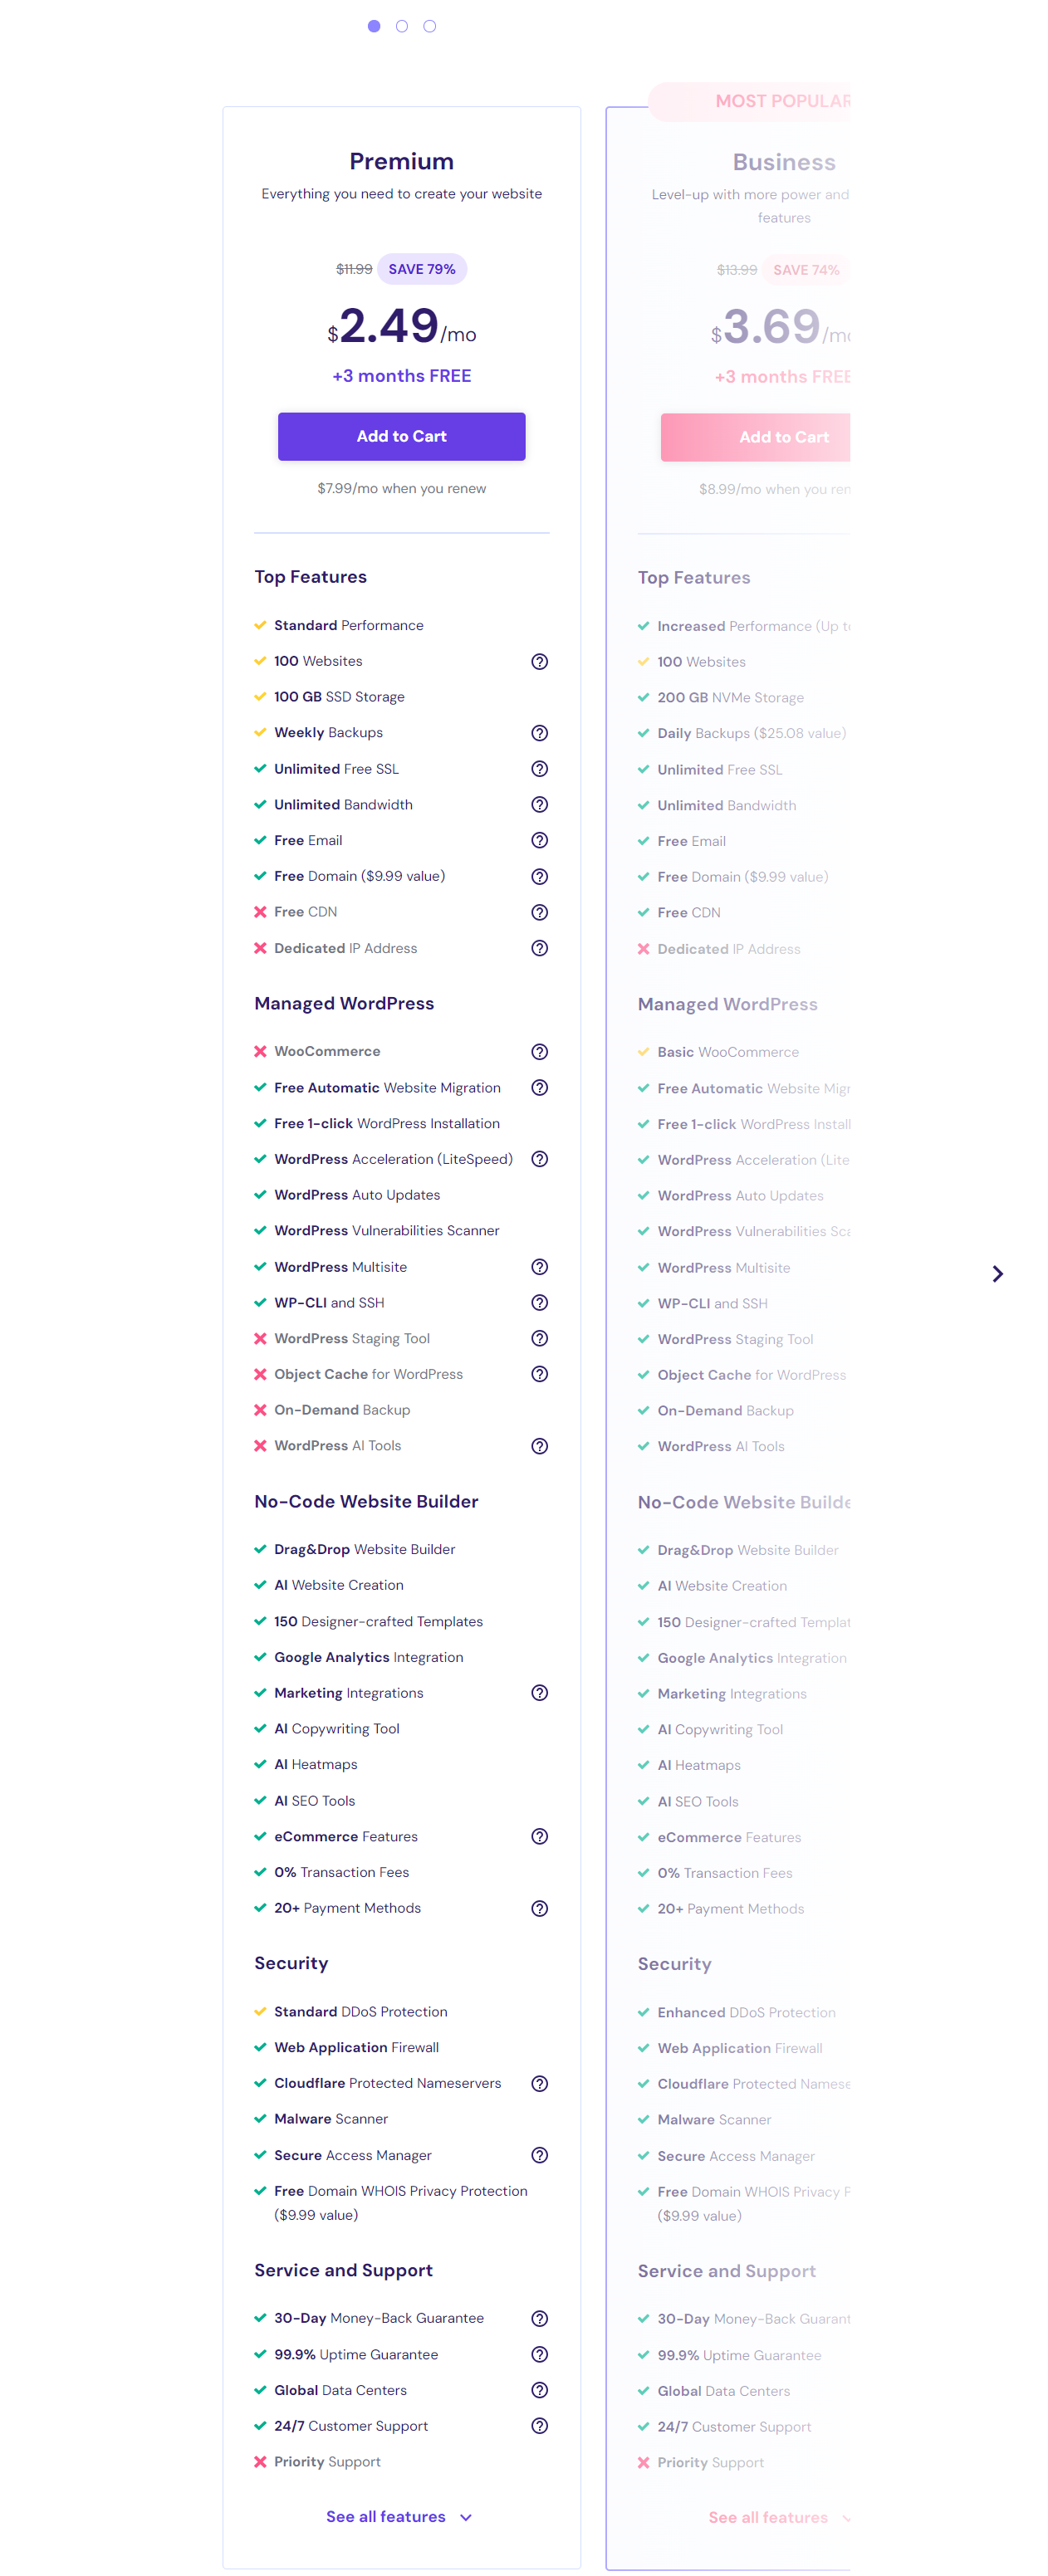 Premium
Everything you need to create your website
$11.99 SAVE 79%
$2.49/mo
+3 months FREE
Add to Cart
$7.99/mo when you renew
Top Features
Standard Performance
100 Websites
100 GB SSD Storage
Weekly Backups
Unlimited Free SSL
Unlimited Bandwidth
Free Email
Free Domain ($9.99 value)
Free CDN
Dedicated IP Address
Managed WordPress
WooCommerce
Free Automatic Website Migration
Free 1-click WordPress Installation
WordPress Acceleration (LiteSpeed)
WordPress Auto Updates
WordPress Vulnerabilities Scanner
WordPress Multisite
WP-CLI and SSH
WordPress Staging Tool
Object Cache for WordPress
On-Demand Backup
WordPress AI Tools
No-Code Website Builder
Drag&Drop Website Builder
AI Website Creation
150 Designer-crafted Templates
Google Analytics Integration
Marketing Integrations
AI Copywriting Tool
AI Heatmaps
AI SEO Tools
eCommerce Features
0% Transaction Fees
20+ Payment Methods
Security
Standard DDoS Protection
Web Application Firewall
Cloudflare Protected Nameservers
Malware Scanner
Secure Access Manager
Free Domain WHOIS Privacy Protection
($9.99 value)
Service and Support
30-Day Money-Back Guarantee
99.9% Uptime Guarantee
Global Data Centers
24/7 Customer Support
Priority Support
See all features
MOST POPULAR
Business
Level-up with more power and
features
$13.99 SAVE 74%
$3.69/mo
+3 months FREE
Add to Cart
$8.99/mo when you ren
Top Features
Increased Performance (Up to
100 Websites
200 GB NVMe Storage
Daily Backups ($25.08 value)
Unlimited Free SSL
Unlimited Bandwidth
Free Email
Free Domain ($9.99 value)
Free CDN
Dedicated IP Address
Managed WordPress
Basic WooCommerce
Free Automatic Website Migr
Free 1-click WordPress Install
WordPress Acceleration (Lite
WordPress Auto Updates
WordPress Vulnerabilities Sca
WordPress Multisite
WP-CLI and SSH
WordPress Staging Tool
Object Cache for WordPress
On-Demand Backup
WordPress AI Tools
No-Code Website Builde
Drag&Drop Website Builder
AI Website Creation
150 Designer-crafted Templat
Google Analytics Integration
Marketing Integrations
AI Copywriting Tool
AI Heatmaps
AI SEO Tools
eCommerce Features
0% Transaction Fees
20+ Payment Methods
Security
Enhanced DDoS Protection
Web Application Firewall
Cloudflare Protected Namese
Malware Scanner
Secure Access Manager
Free Domain WHOIS Privacy P
($9.99 value)
Service and Support
30-Day Money-Back Guarant
99.9% Uptime Guarantee
Global Data Centers
24/7 Customer Support
Priority Support
See all features